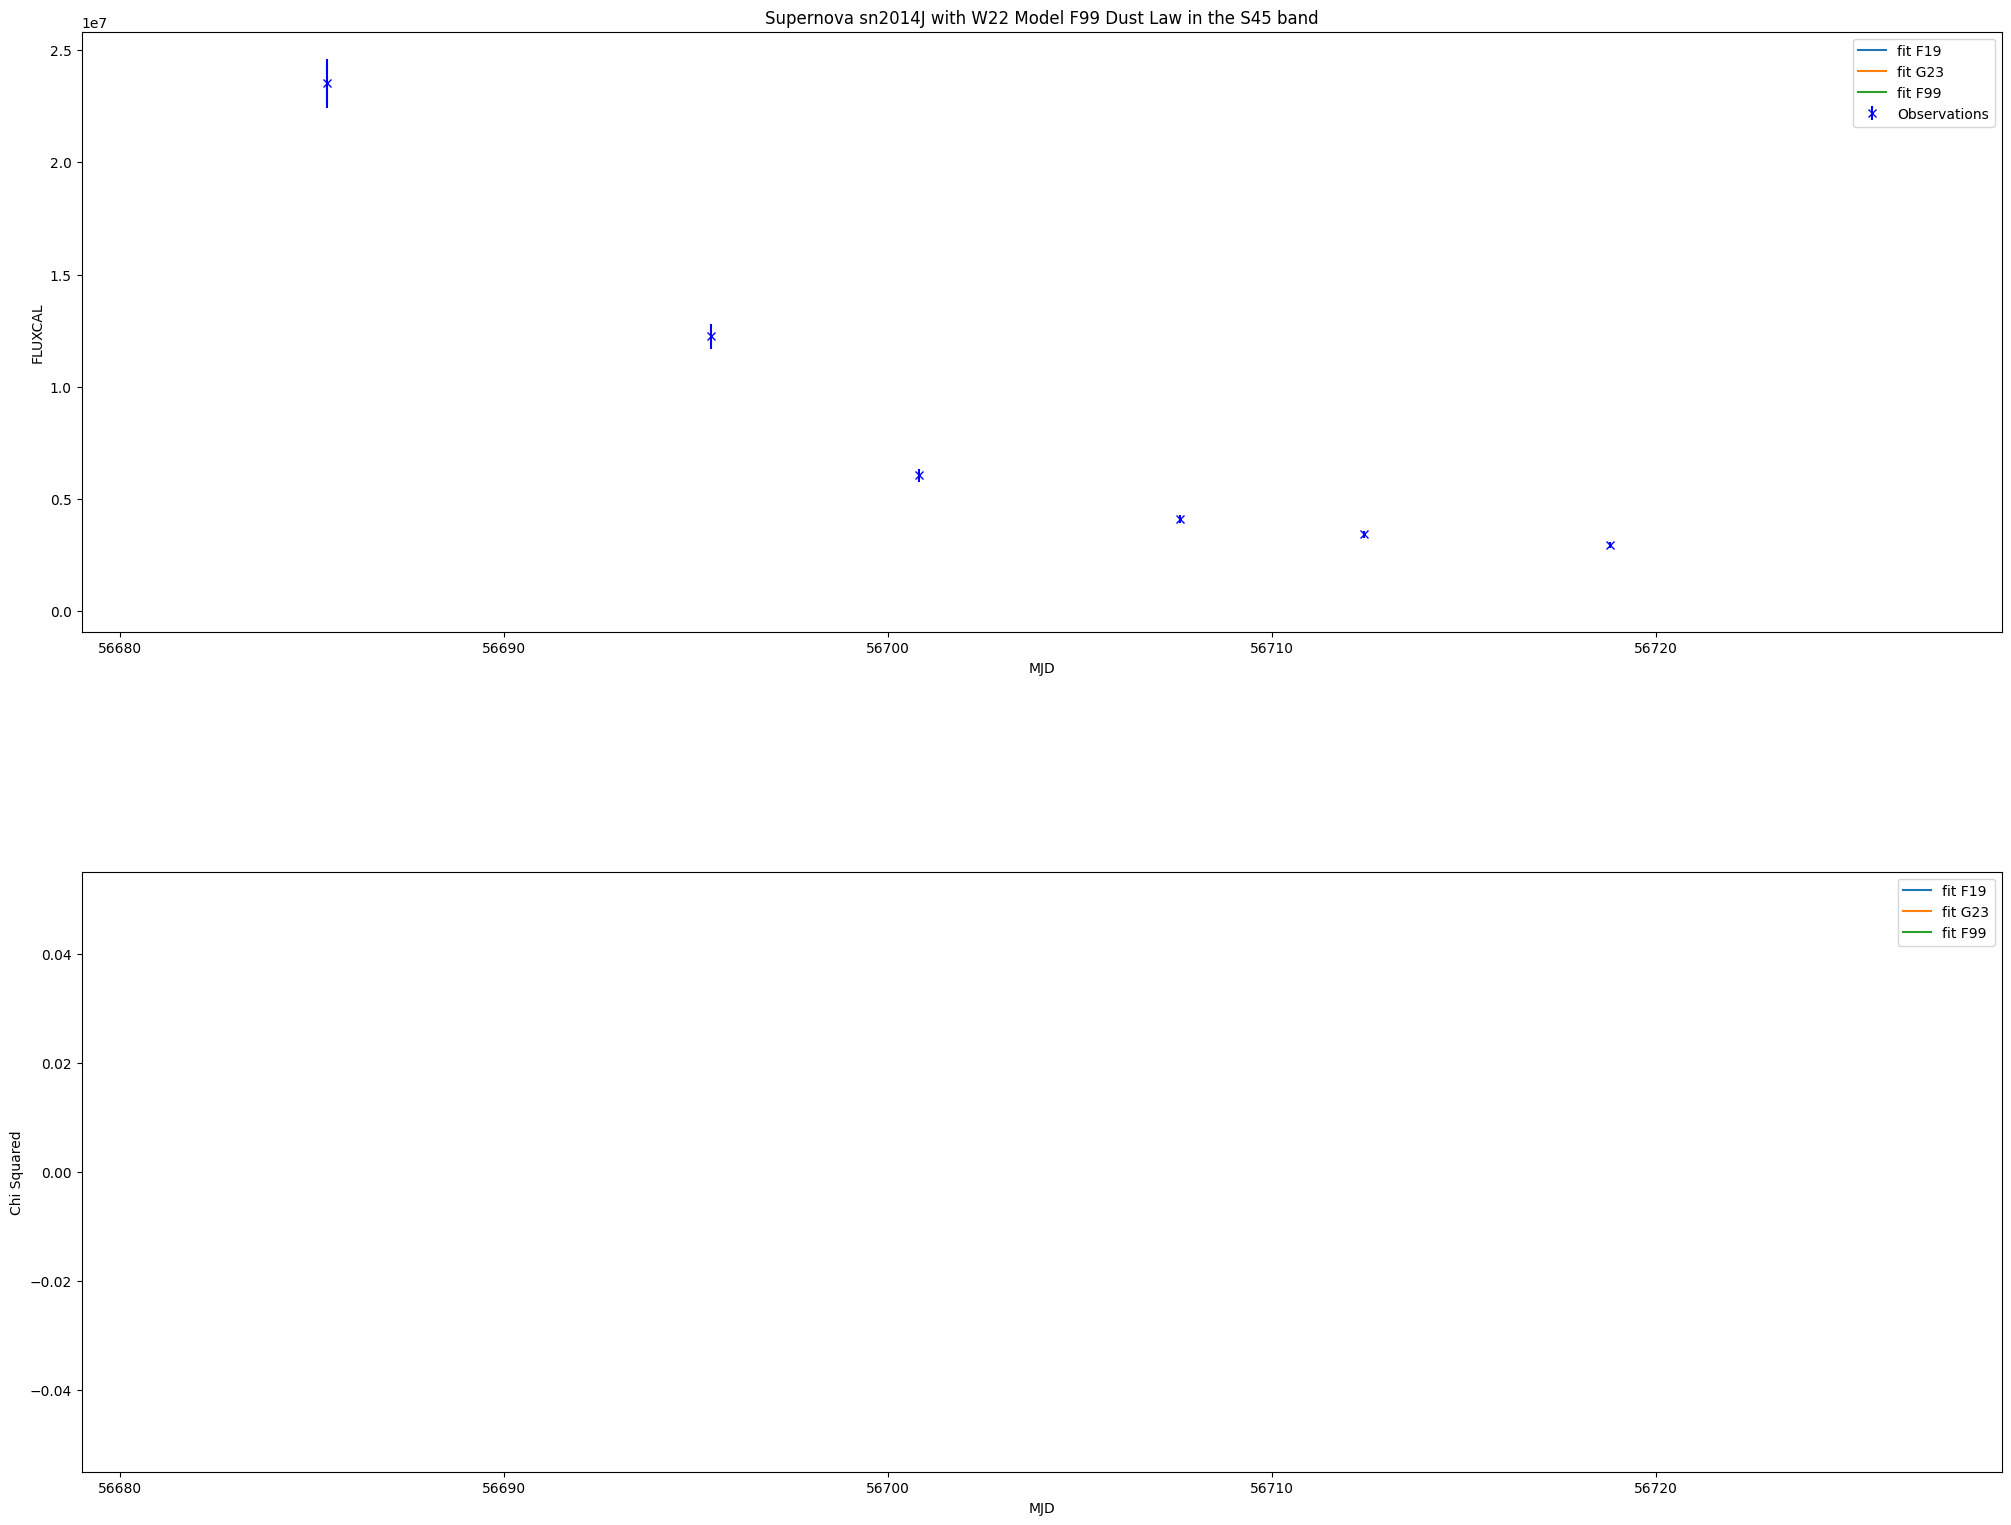 Supernova sn2014J with W22 Model F99 Dust Law in the S45 band
1e7
2.5
2.0
1.5
1.0
0.5
0.0
FLUXCAL
fit F19
fit G23
fit F99
Observations
56680
56690
56700
56710
56720
MJD
0.04
0.02
0.00
−0.02
−0.04
Chi Squared
fit F19
fit G23
fit F99
56680
56690
56700
56710
56720
MJD